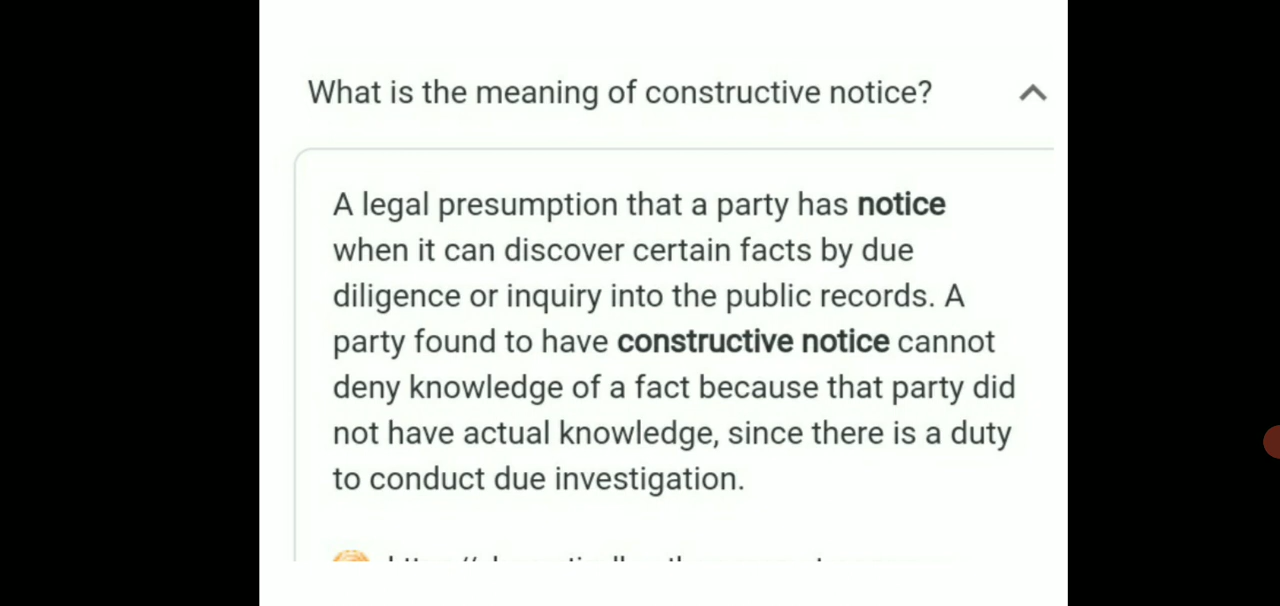 What is the meaning of constructive notice?
A legal presumption that a party has notice
when it can discover certain facts by due
diligence or inquiry into the public records. A
party found to have constructive notice cannot
deny knowledge of a fact because that party did
not have actual knowledge, since there is a duty
to conduct due investigation.